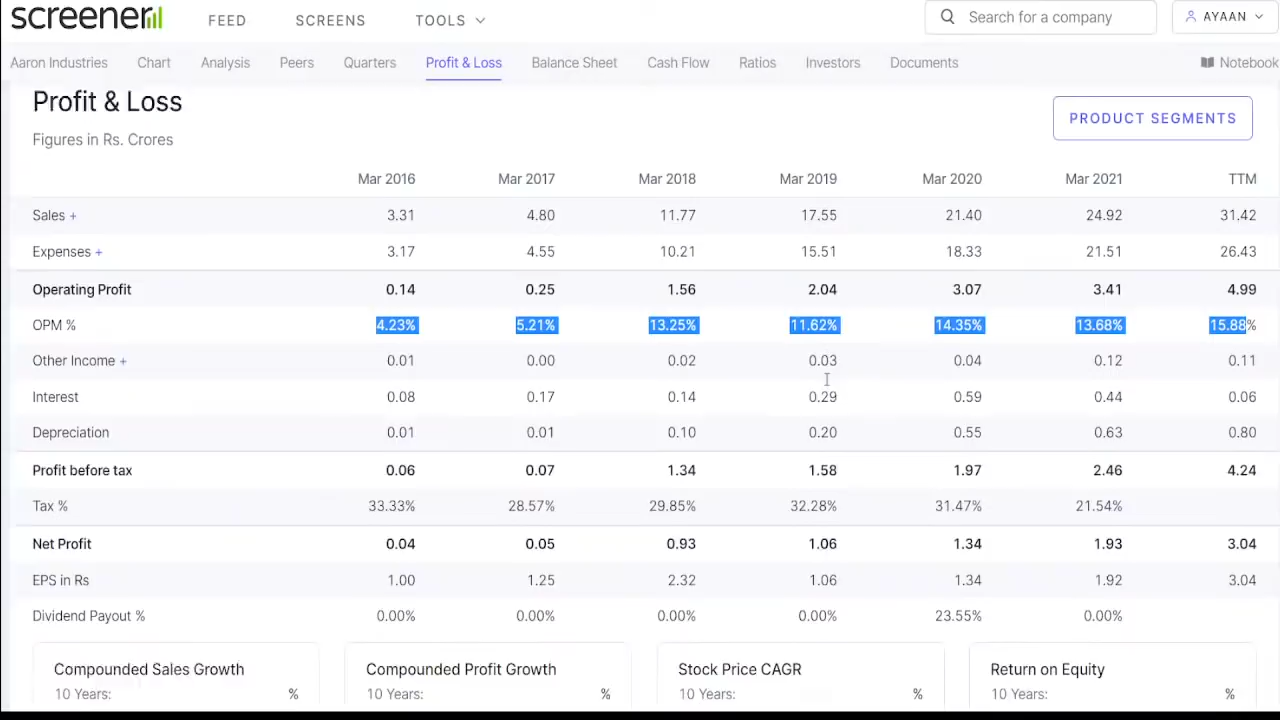 screener FEED SCREENS TOOLS Search for a company AYAAN
Aaron Industries Chart Analysis Peers Quarters Profit & Loss Balance Sheet Cash Flow Ratios Investors Documents Notebook
Profit & Loss
PRODUCT SEGMENTS
Figures in Rs. Crores
Mar 2016 Mar 2017 Mar 2018 Mar 2019 Mar 2020 Mar 2021 TTM
Sales + 3.31 4.80 11.77 17.55 21.40 24.92 31.42
Expenses + 3.17 4.55 10.21 15.51 18.33 21.51 26.43
Operating Profit 0.14 0.25 1.56 2.04 3.07 3.41 4.99
OPM % 4.23% 5.21% 13.25% 11.62% 14.35% 13.68% 15.88%
Other Income + 0.01 0.00 0.02 0.03 0.04 0.12 0.11
Interest 0.08 0.17 0.14 0.29 0.59 0.44 0.06
Depreciation 0.01 0.01 0.10 0.20 0.55 0.63 0.80
Profit before tax 0.06 0.07 1.34 1.58 1.97 2.46 4.24
Tax % 33.33% 28.57% 29.85% 32.28% 31.47% 21.54%
Net Profit 0.04 0.05 0.93 1.06 1.34 1.93 3.04
EPS in Rs 1.00 1.25 2.32 1.06 1.34 1.92 3.04
Dividend Payout % 0.00% 0.00% 0.00% 0.00% 23.55% 0.00%
Compounded Sales Growth Compounded Profit Growth Stock Price CAGR Return on Equity
10 Years: % 10 Years: % 10 Years: % 10 Years: %